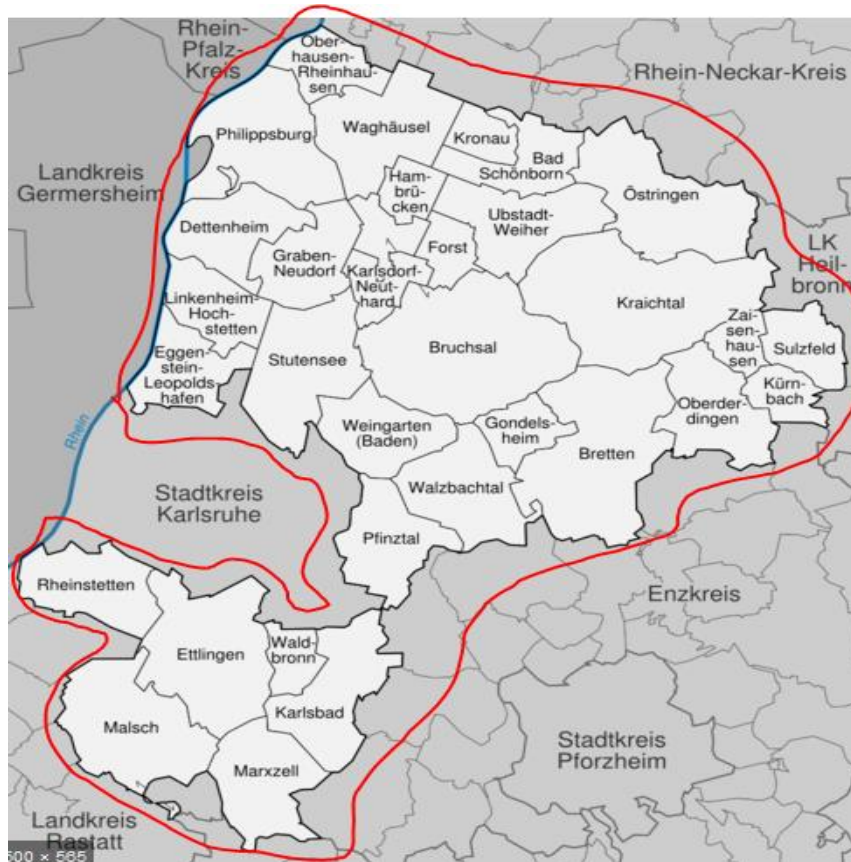 Rhein-
Pfalz-
Kreis
Ober-
hausen-
Rheinhau-
sen
Rhein-Neckar-Kreis
Philippsburg
Waghäusel
Kronau
Bad
Schönborn
Landkreis
Germersheim
Ham-
brü-
cken
Östringen
Dettenheim
Ubstadt-
Weiher
Graben-
Neudorf
Forst
LK
Heil-
bronn
Karlsdorf-
Neut-
hard
Linkenheim-
Hoch-
stetten
Kraichtal
Zai-
sen-
hau-
sen
Sulzfeld
Eggen-
stein-
Leopolds-
hafen
Stutensee
Bruchsal
Kürn-
bach
Rhein
Weingarten
(Baden)
Gondels-
heim
Oberder-
dingen
Bretten
Stadtkreis
Karlsruhe
Walzbachtal
Pfinztal
Rheinstetten
Enzkreis
Ettlingen
Wald-
bronn
Karlsbad
Malsch
Stadtkreis
Pforzheim
Marxzell
Landkreis
Rastatt
500 × 565